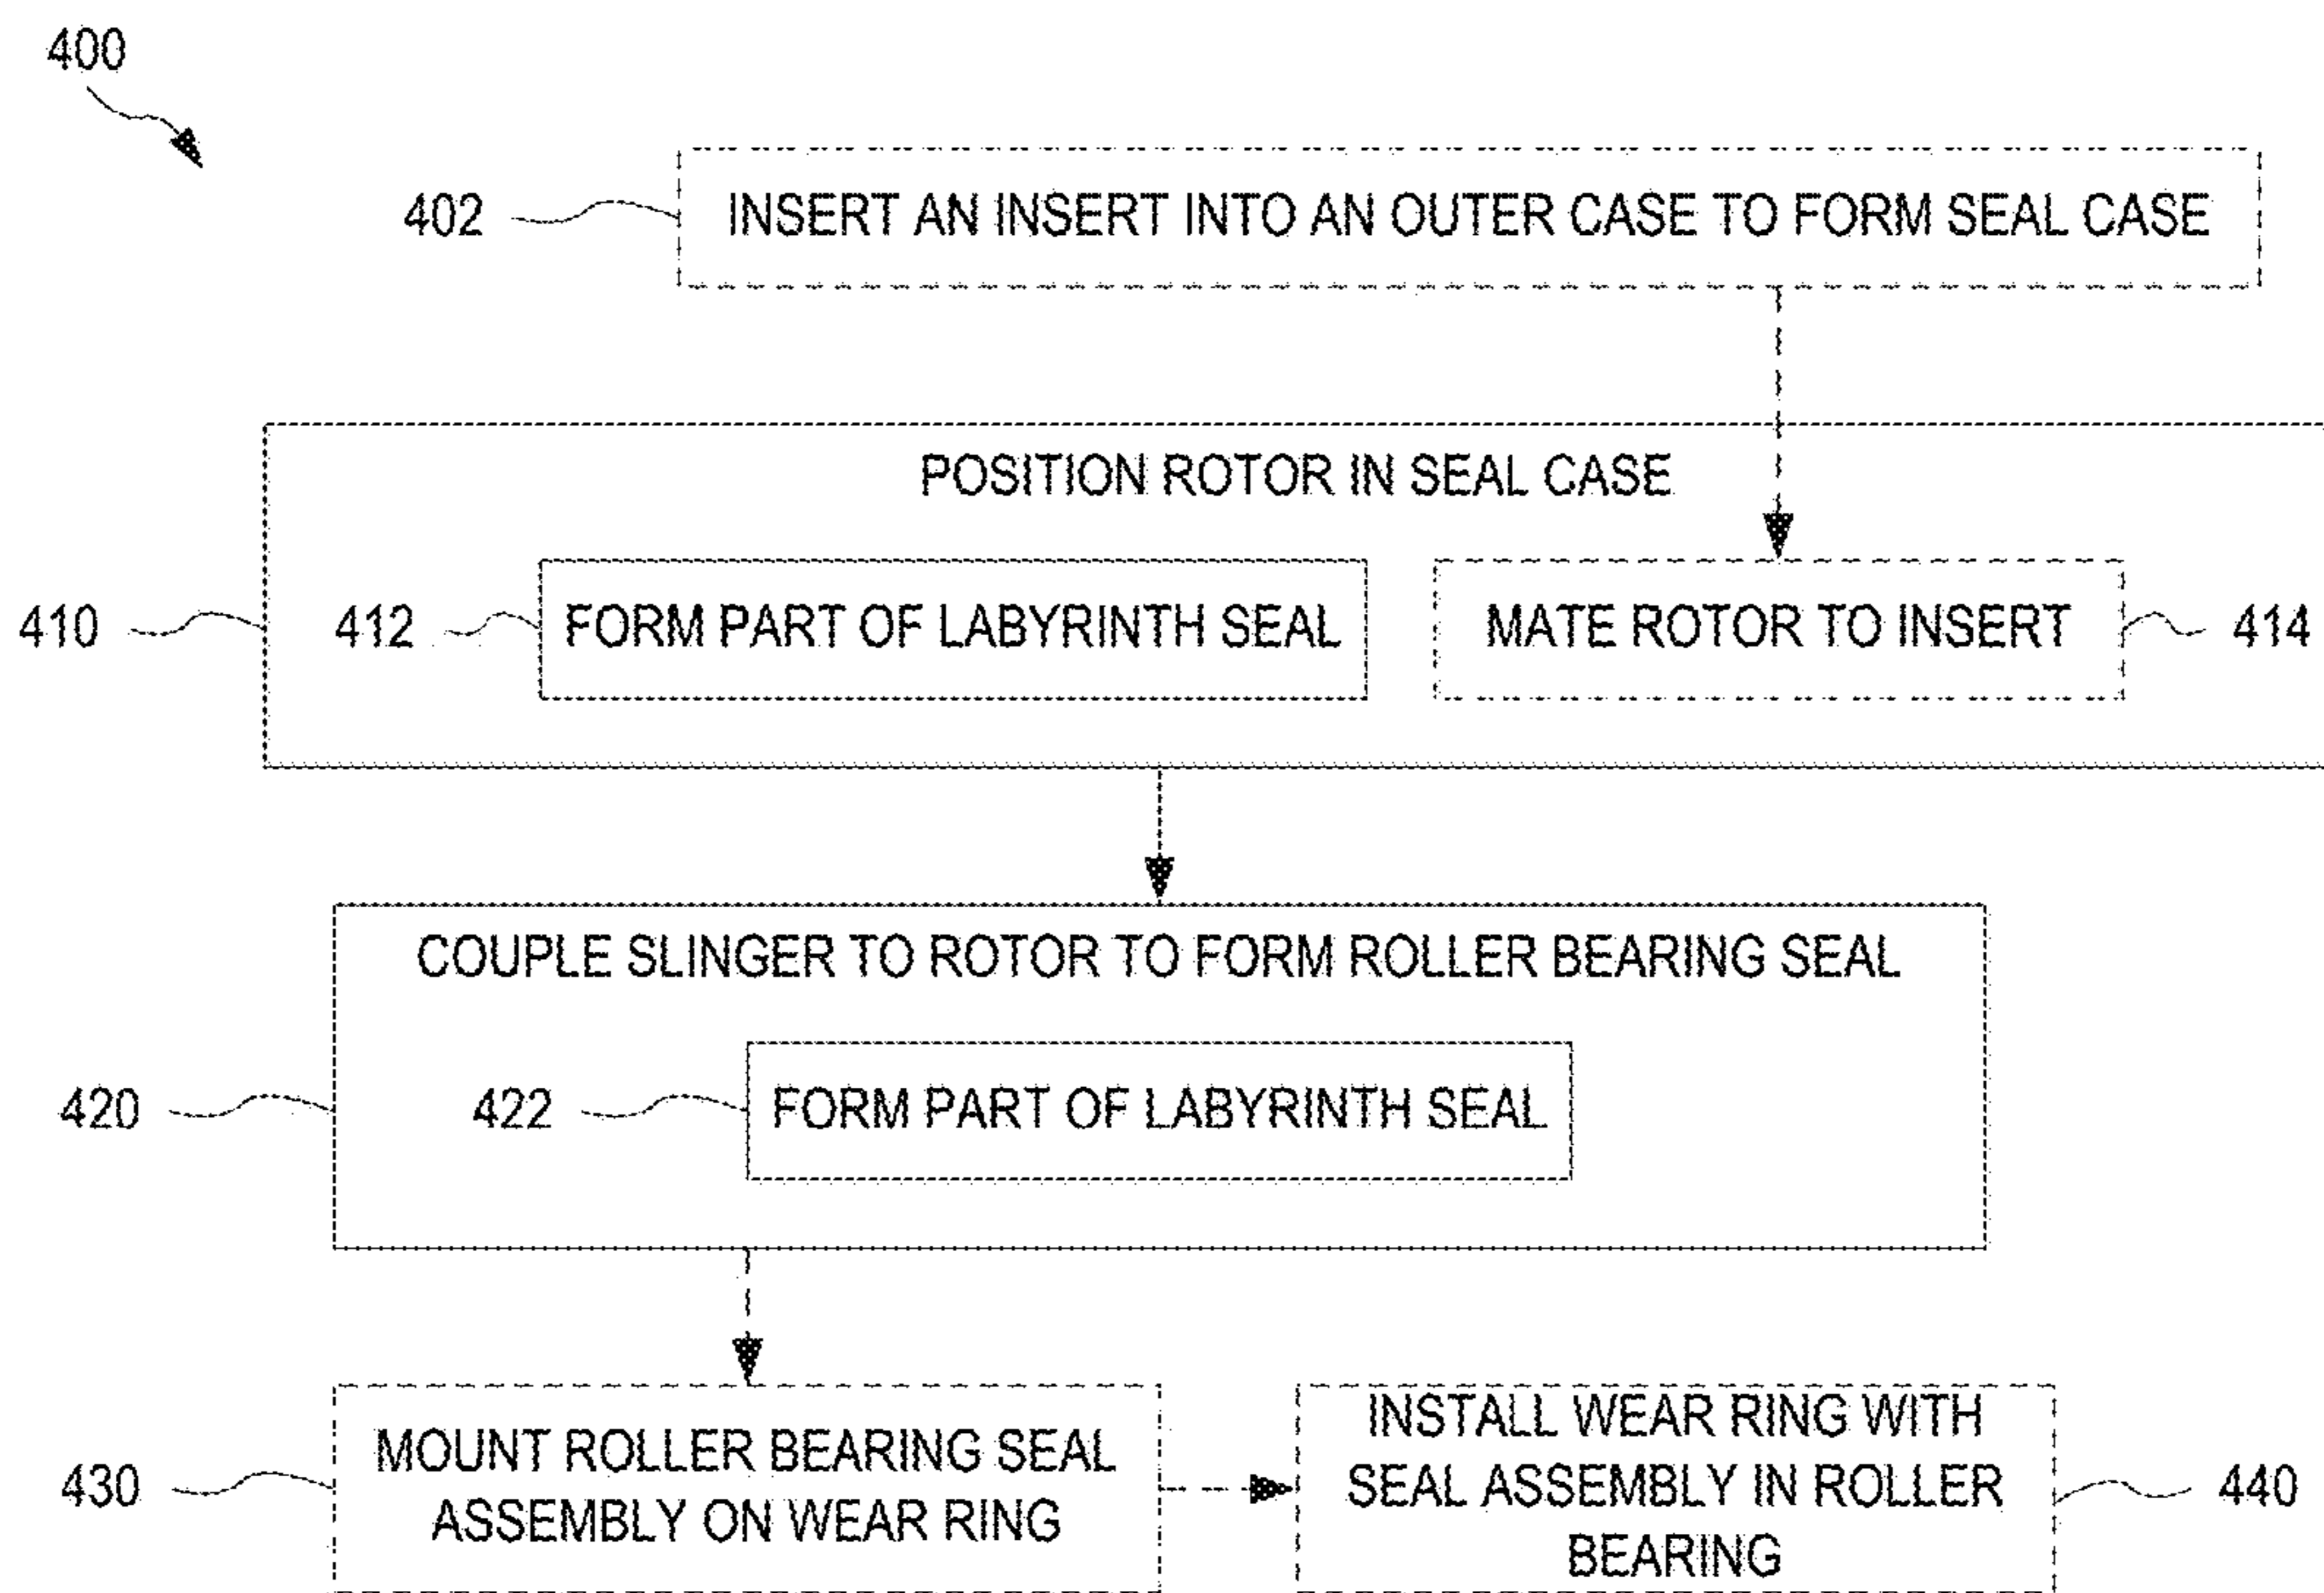 400
402
INSERT AN INSERT INTO AN OUTER CASE TO FORM SEAL CASE
POSITION ROTOR IN SEAL CASE
410
412
FORM PART OF LABYRINTH SEAL
MATE ROTOR TO INSERT
414
COUPLE SLINGER TO ROTOR TO FORM ROLLER BEARING SEAL
420
422
FORM PART OF LABYRINTH SEAL
430
MOUNT ROLLER BEARING SEAL
ASSEMBLY ON WEAR RING
INSTALL WEAR RING WITH
SEAL ASSEMBLY IN ROLLER
BEARING
440